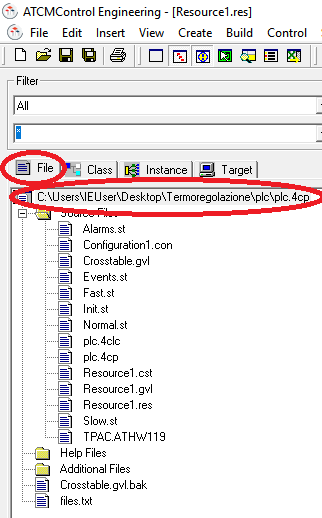 ATCMControl Engineering - [Resource1.res]
File Edit Insert View Create Build Control
Filter
All
*
File Class Instance Target
C:\Users\IEUser\Desktop\Termoregolazione\plc\plc.4cp
Source Files
Alarms.st
Configuration1.con
Crosstable.gvl
Events.st
Fast.st
Init.st
Normal.st
plc.4clc
plc.4cp
Resource1.cst
Resource1.gvl
Resource1.res
Slow.st
TPAC.ATHW119
Help Files
Additional Files
Crosstable.gvl.bak
files.txt